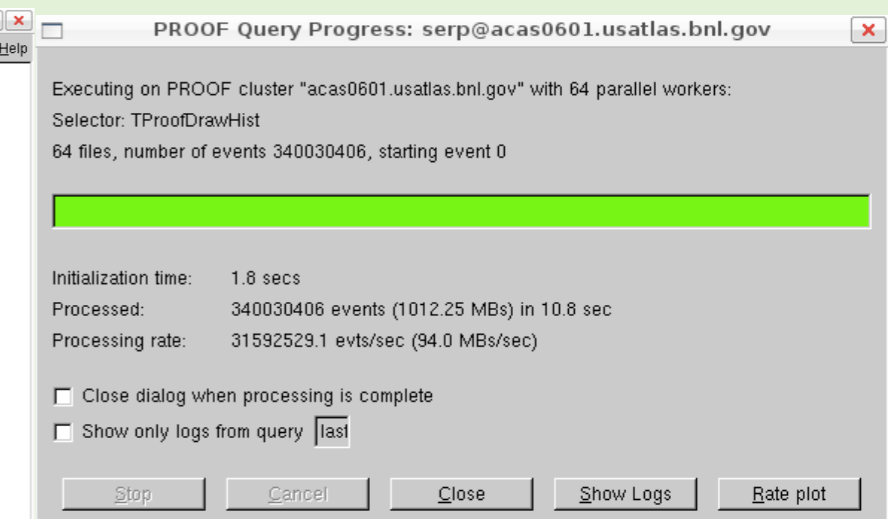 Help
PROOF Query Progress: serp@acas0601.usatlas.bnl.gov
Executing on PROOF cluster "acas0601.usatlas.bnl.gov" with 64 parallel workers:
Selector: TProofDrawHist
64 files, number of events 340030406, starting event 0
Initialization time: 1.8 secs
Processed: 340030406 events (1012.25 MBs) in 10.8 sec
Processing rate: 31592529.1 evts/sec (94.0 MBs/sec)
Close dialog when processing is complete
Show only logs from query last
Stop Cancel Close Show Logs Rate plot